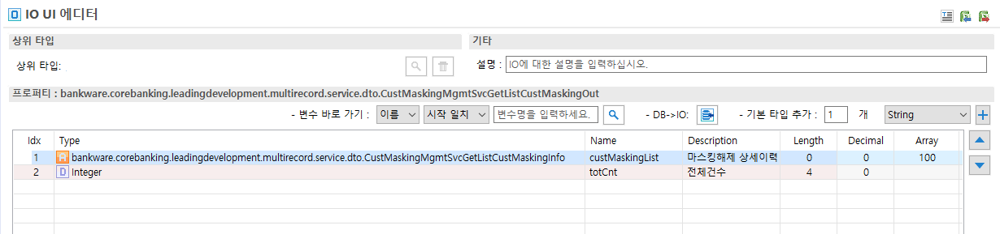 IO UI 에디터
상위 타입
기타
상위 타입:
설명 : IO에 대한 설명을 입력하십시오.
프로퍼티 : bankware.corebanking.leadingdevelopment.multirecord.service.dto.CustMaskingMgmtSvcGetListCustMaskingOut
- 변수 바로 가기 : 이름 시작 일치 변수명을 입력하세요. - DB->IO: - 기본 타입 추가 : 1 개 String
Idx Type Name Description Length Decimal Array
1 A bankware.corebanking.leadingdevelopment.multirecord.service.dto.CustMaskingMgmtSvcGetListCustMaskingInfo custMaskingList 마스킹해제 상세이력 0 0 100
2 D Integer totCnt 전체건수 4 0